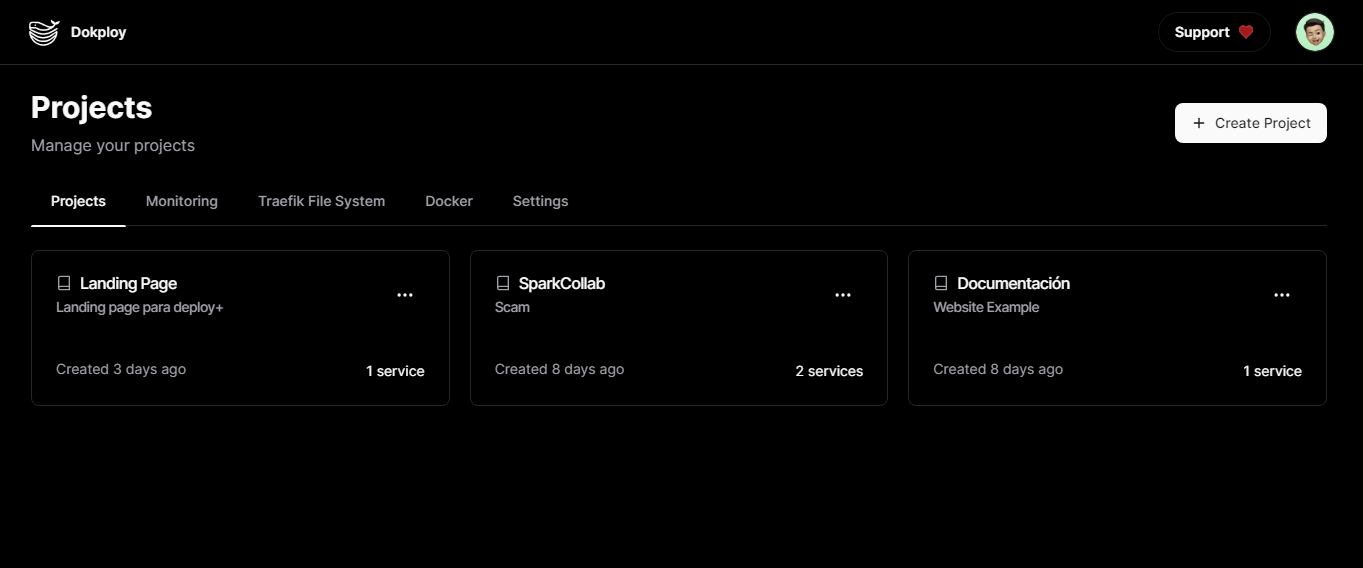 Dokploy
Support
Projects
Manage your projects
Create Project
Projects Monitoring Traefik File System Docker Settings
Landing Page
Landing page para deploy+
Created 3 days ago
1 service
SparkCollab
Scam
Created 8 days ago
2 services
Documentación
Website Example
Created 8 days ago
1 service